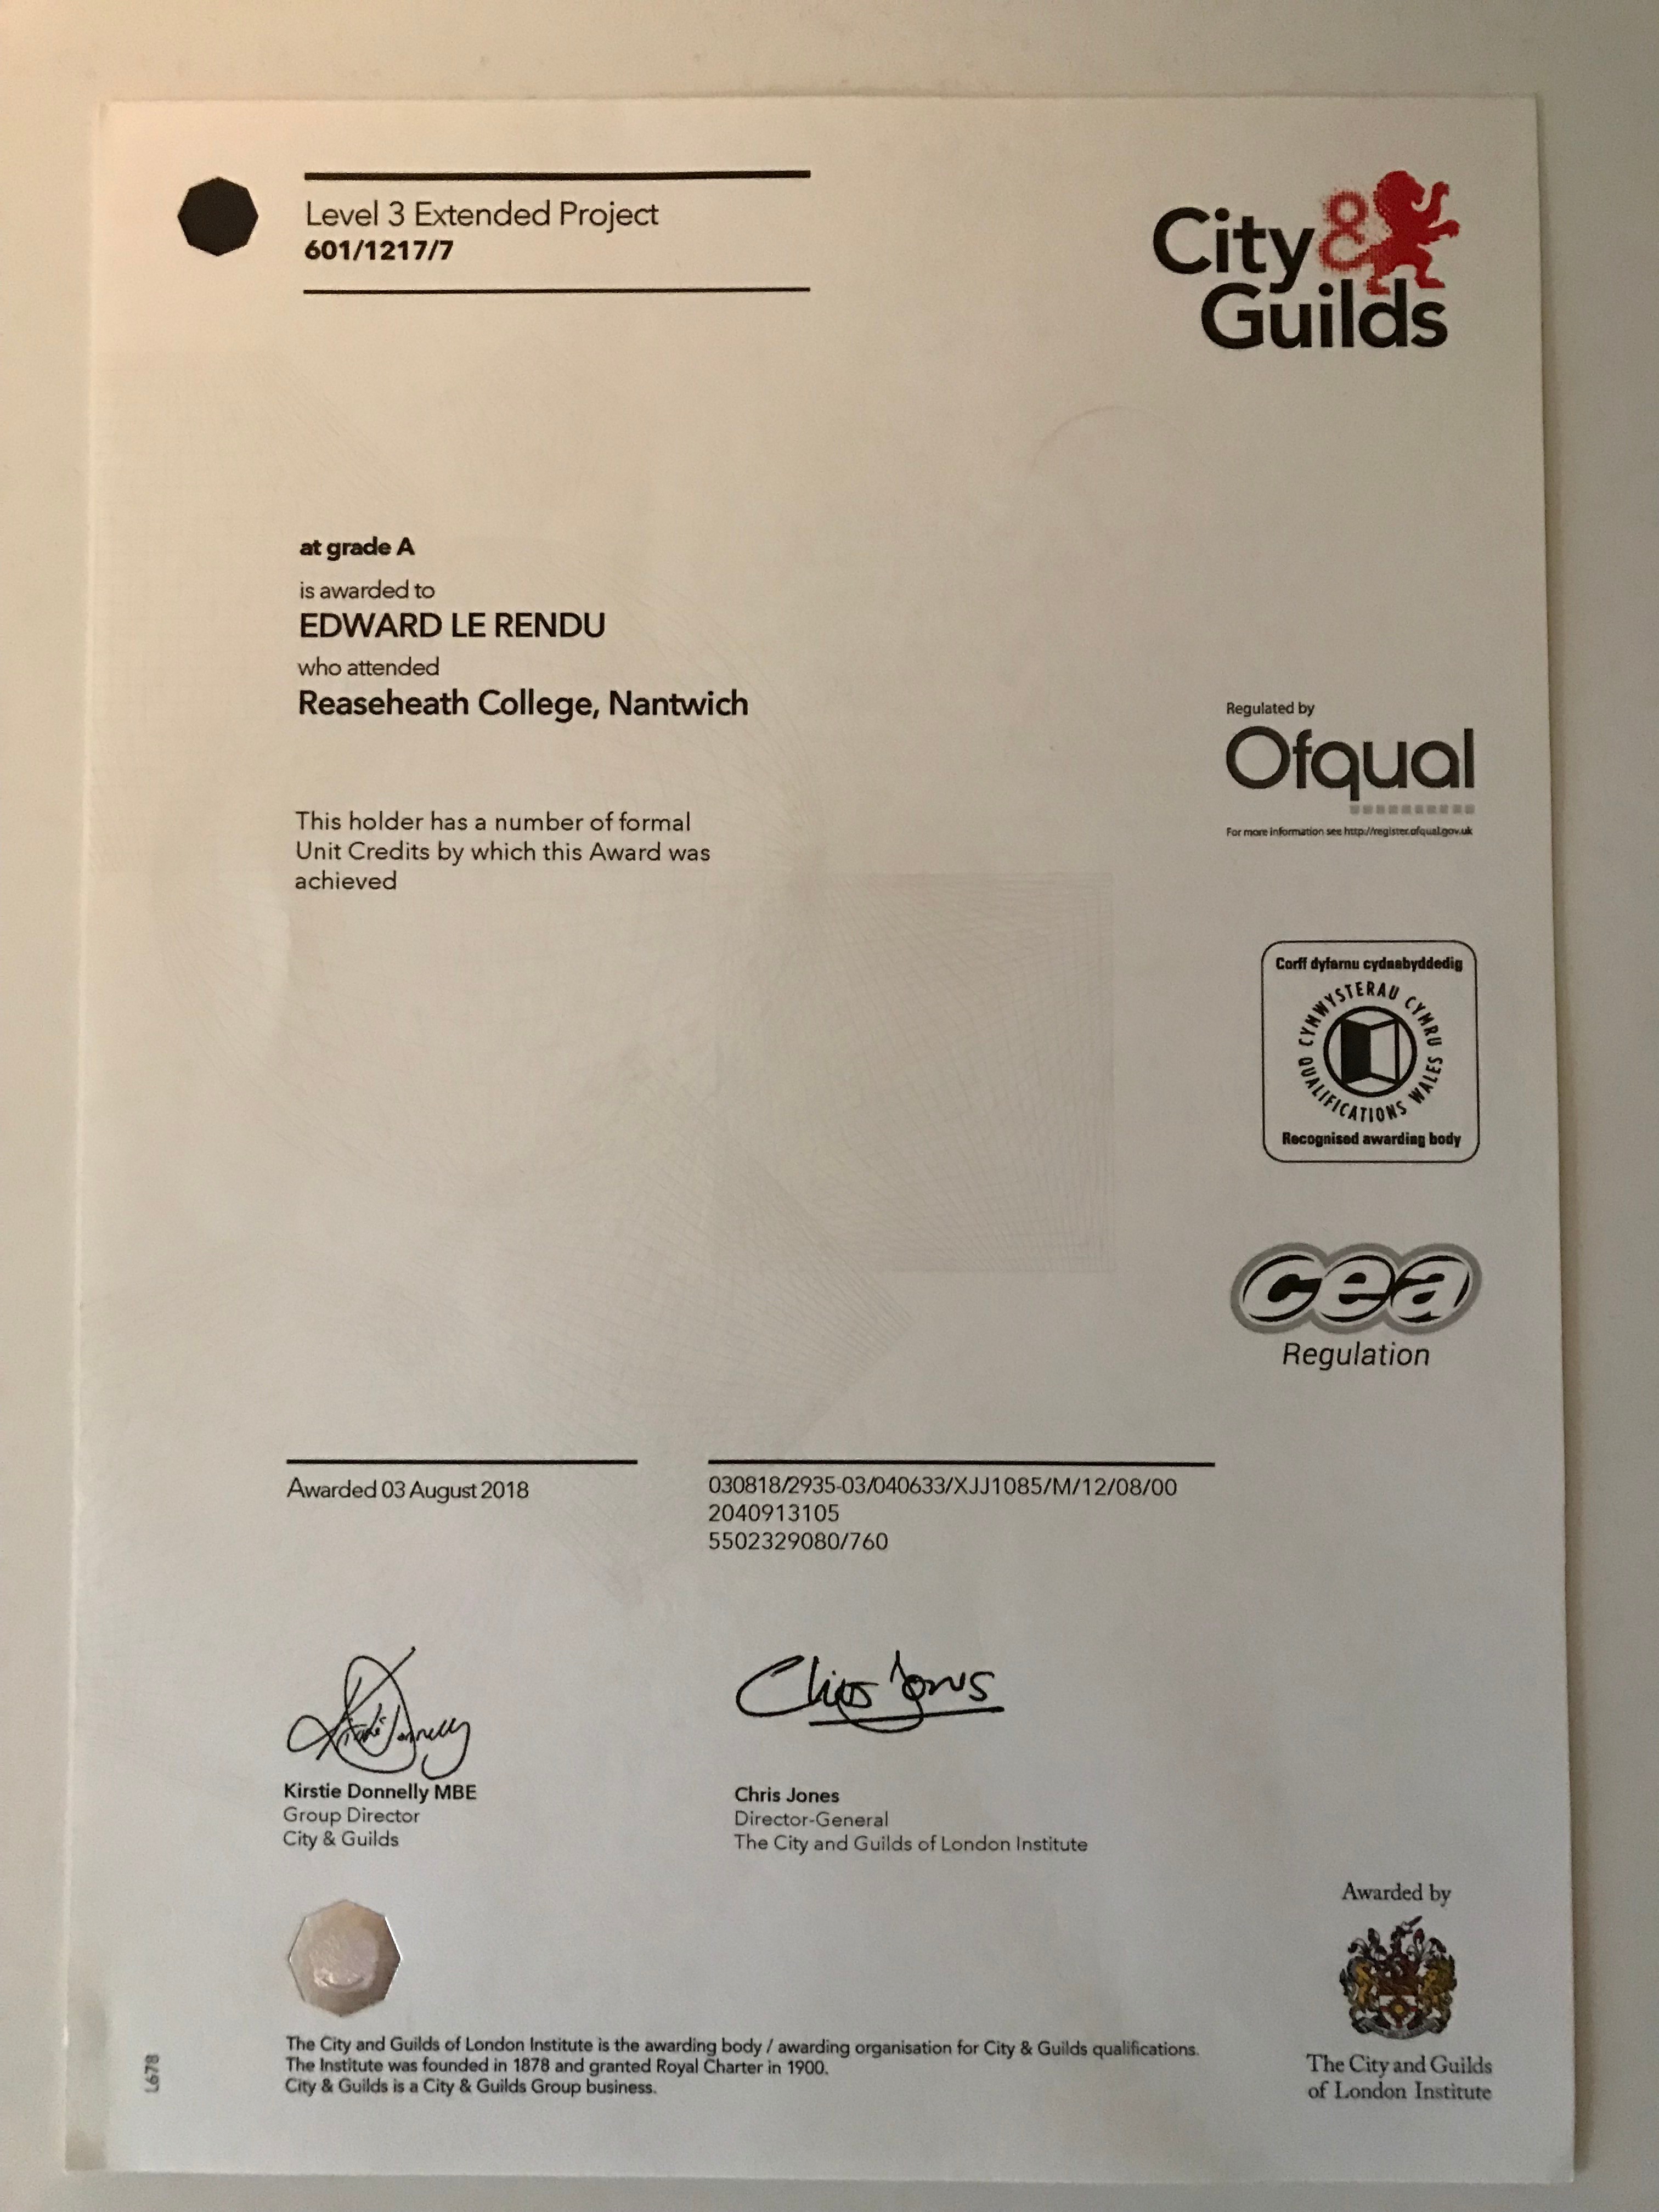 Level 3 Extended Project
601/1217/7
City & Guilds
at grade A
is awarded to
EDWARD LE RENDU
who attended
Reaseheath College, Nantwich
This holder has a number of formal
Unit Credits by which this Award was
achieved
Regulated by
Ofqual
For more information see http://register.ofqual.gov.uk
Corff dyfarnu cydnabyddedig
CYMWYSTERAU CYMRU
QUALIFICATIONS WALES
Recognised awarding body
cea
Regulation
Awarded 03 August 2018
030818/2935-03/040633/XJJ1085/M/12/08/00
2040913105
5502329080/760
Kirstie Donnelly
Chris Jones
Kirstie Donnelly MBE
Group Director
City & Guilds
Chris Jones
Director-General
The City and Guilds of London Institute
Awarded by
The City and Guilds
of London Institute
The City and Guilds of London Institute is the awarding body / awarding organisation for City & Guilds qualifications.
The Institute was founded in 1878 and granted Royal Charter in 1900.
City & Guilds is a City & Guilds Group business.
L678